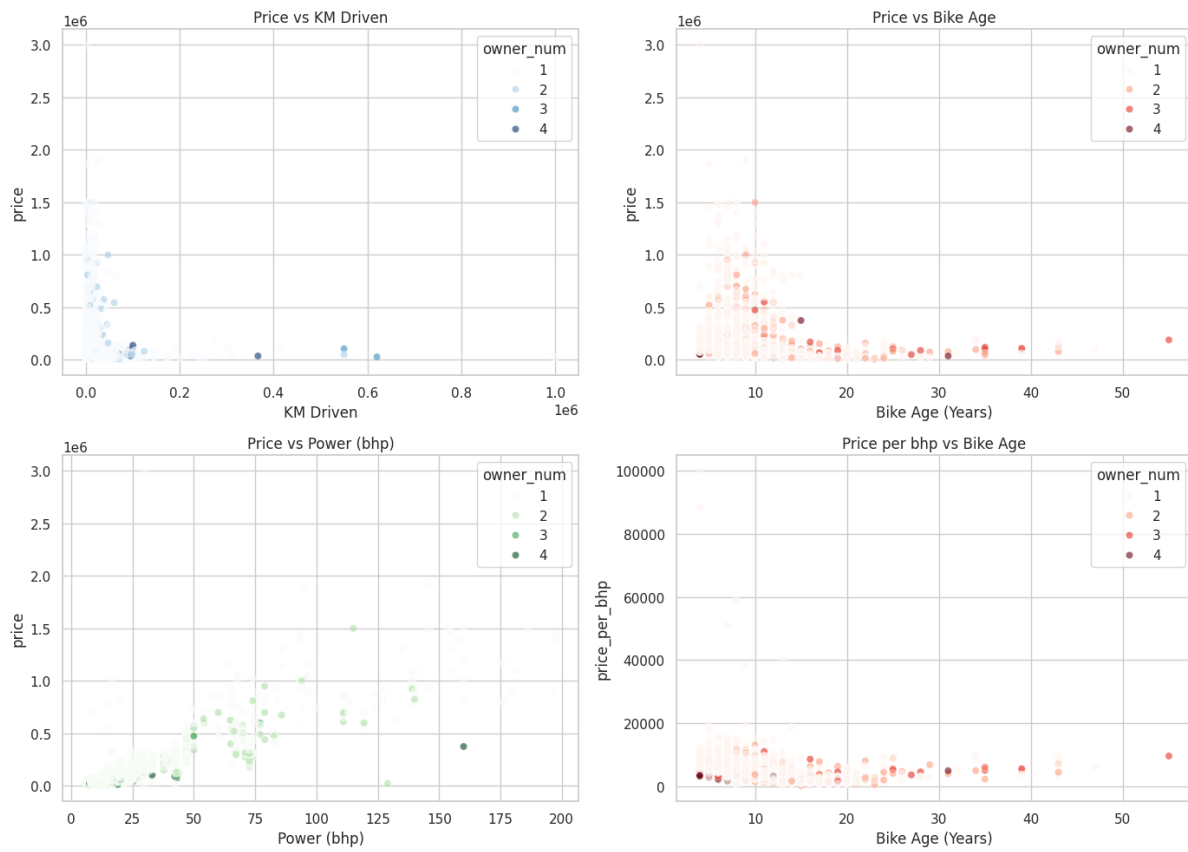 Price vs KM Driven
1e6
owner_num
1
2
3
4
3.0
2.5
2.0
1.5
1.0
0.5
0.0
price
0.0 0.2 0.4 0.6 0.8 1.0
1e6
KM Driven
Price vs Bike Age
1e6
owner_num
1
2
3
4
3.0
2.5
2.0
1.5
1.0
0.5
0.0
price
10 20 30 40 50
Bike Age (Years)
Price vs Power (bhp)
1e6
owner_num
1
2
3
4
3.0
2.5
2.0
1.5
1.0
0.5
0.0
price
0 25 50 75 100 125 150 175 200
Power (bhp)
Price per bhp vs Bike Age
owner_num
1
2
3
4
100000
80000
60000
40000
20000
0
price_per_bhp
10 20 30 40 50
Bike Age (Years)